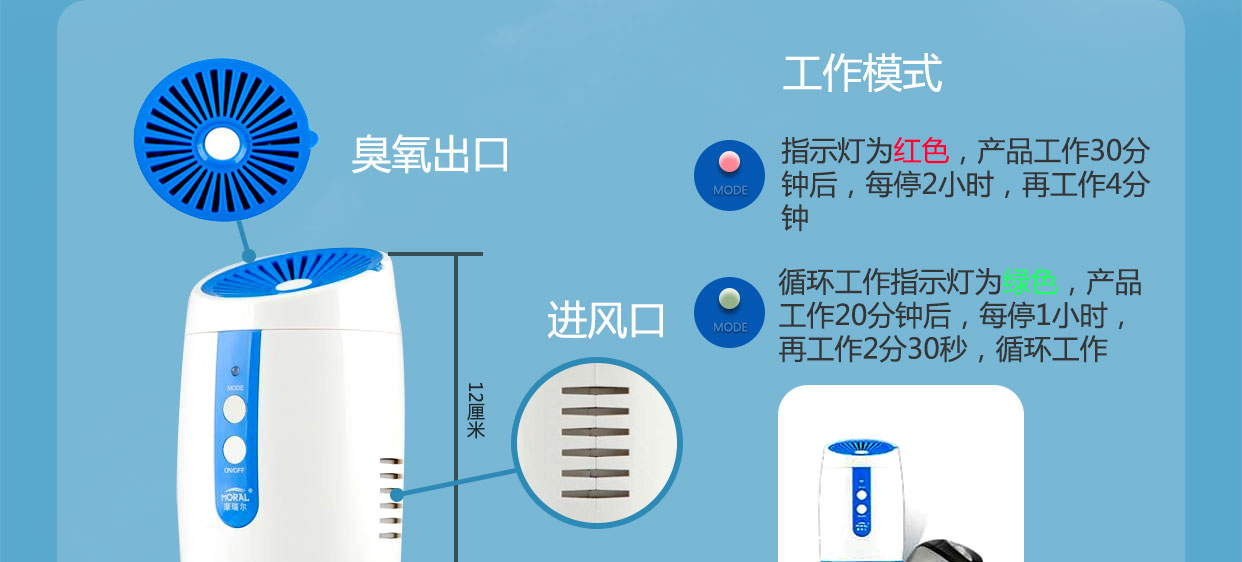 工作模式
臭氧出口
指示灯为红色，产品工作30分
钟后，每停2小时，再工作4分
钟
MODE
循环工作指示灯为绿色，产品
工作20分钟后，每停1小时，
再工作2分30秒，循环工作
MODE
进风口
12厘米
MODE
ON/OFF
MORAL®
摩瑞尔